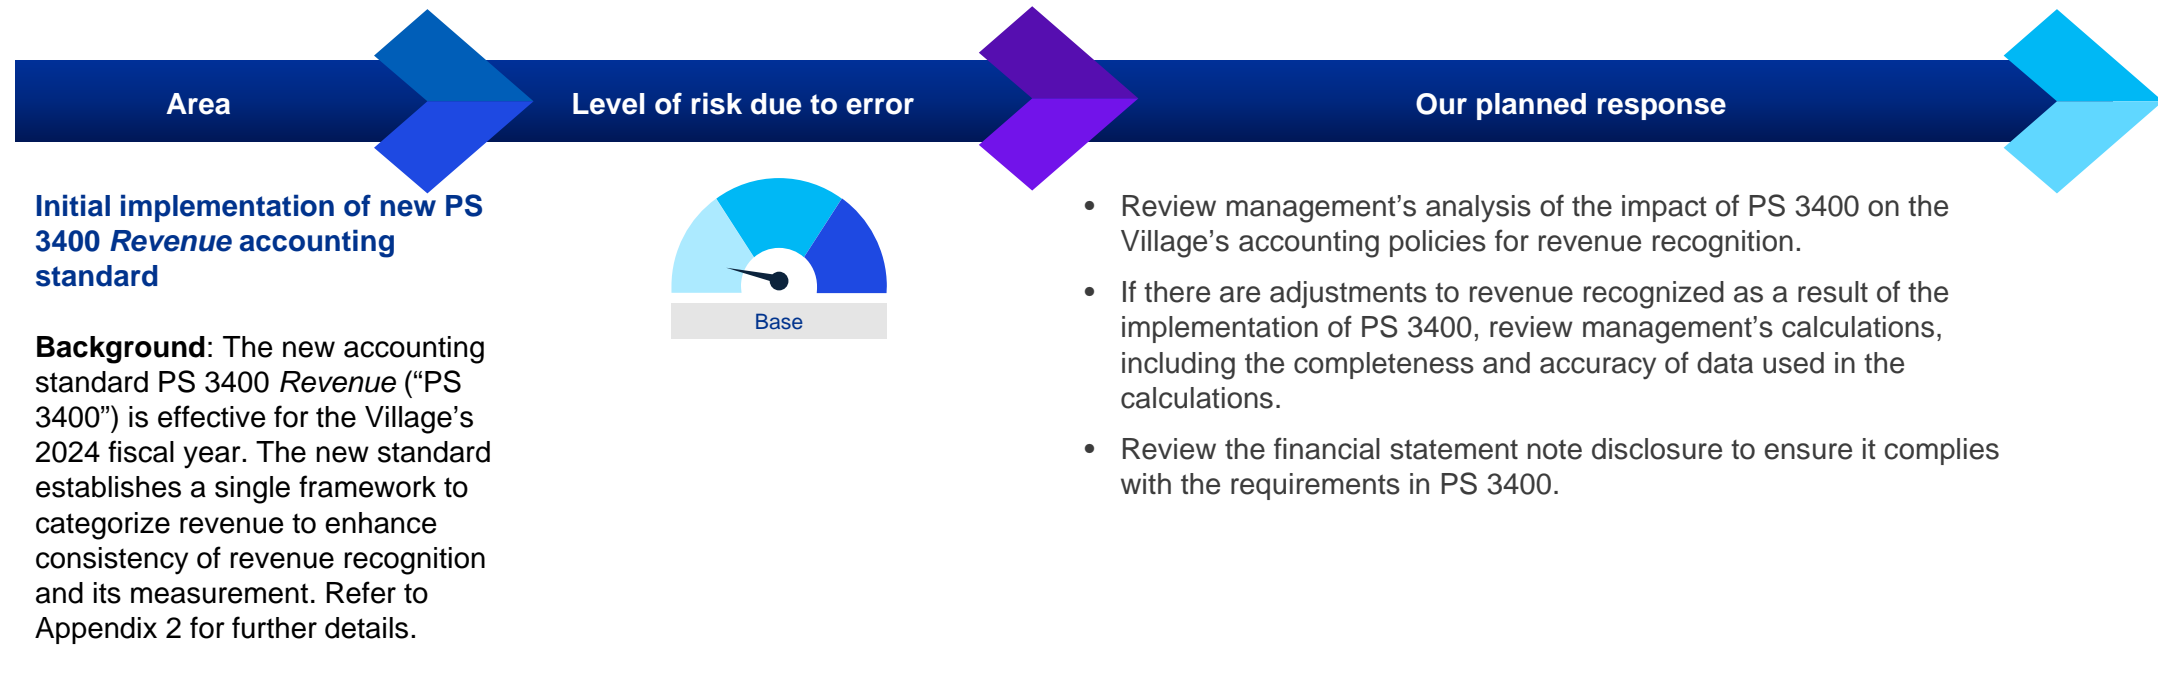 Area
Level of risk due to error
Our planned response
Initial implementation of new PS
3400 Revenue accounting
standard
Background: The new accounting
standard PS 3400 Revenue (“PS
3400”) is effective for the Village’s
2024 fiscal year. The new standard
establishes a single framework to
categorize revenue to enhance
consistency of revenue recognition
and its measurement. Refer to
Appendix 2 for further details.
Base
• Review management’s analysis of the impact of PS 3400 on the
Village’s accounting policies for revenue recognition.
• If there are adjustments to revenue recognized as a result of the
implementation of PS 3400, review management’s calculations,
including the completeness and accuracy of data used in the
calculations.
• Review the financial statement note disclosure to ensure it complies
with the requirements in PS 3400.